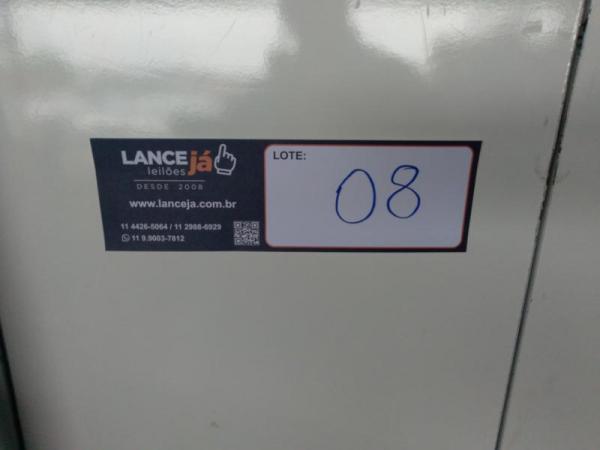 LANCE já
leilões
DESDE 2008
www.lanceja.com.br
11 4426-5064 / 11 2988-6929
11 9.9003-7812
LOTE:
08